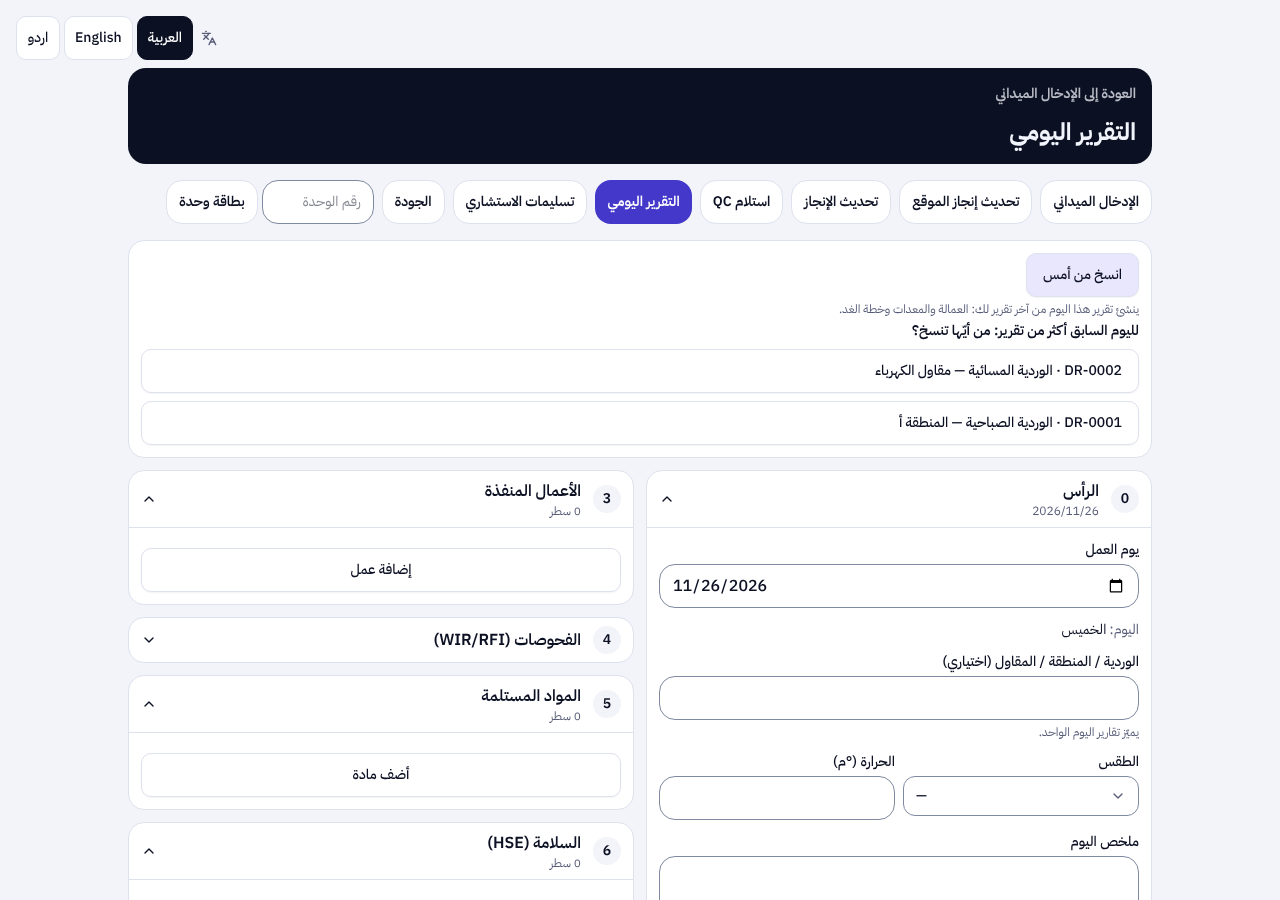 العربية
English
اردو
العودة إلى الإدخال الميداني
التقرير اليومي
الإدخال الميداني
تحديث إنجاز الموقع
تحديث الإنجاز
استلام QC
التقرير اليومي
تسليمات الاستشاري
الجودة
رقم الوحدة
بطاقة وحدة
انسخ من أمس
ينشئ تقرير هذا اليوم من آخر تقرير لك: العمالة والمعدات وخطة الغد.
لليوم السابق أكثر من تقرير: من أيّها تنسخ؟
DR-0002 · الوردية المسائية — مقاول الكهرباء
DR-0001 · الوردية الصباحية — المنطقة أ
0
الرأس
2026/11/26
يوم العمل
11/26/2026
اليوم: الخميس
الوردية / المنطقة / المقاول (اختياري)
يميّز تقارير اليوم الواحد.
الطقس
—
الحرارة (°م)
ملخص اليوم
3
الأعمال المنفذة
0 سطر
إضافة عمل
4
الفحوصات (WIR/RFI)
5
المواد المستلمة
0 سطر
أضف مادة
6
السلامة (HSE)
0 سطر